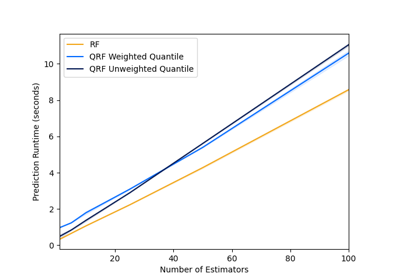 RF
QRF Weighted Quantile
QRF Unweighted Quantile
Prediction Runtime (seconds)
10
8
6
4
2
0
20
40
60
80
100
Number of Estimators